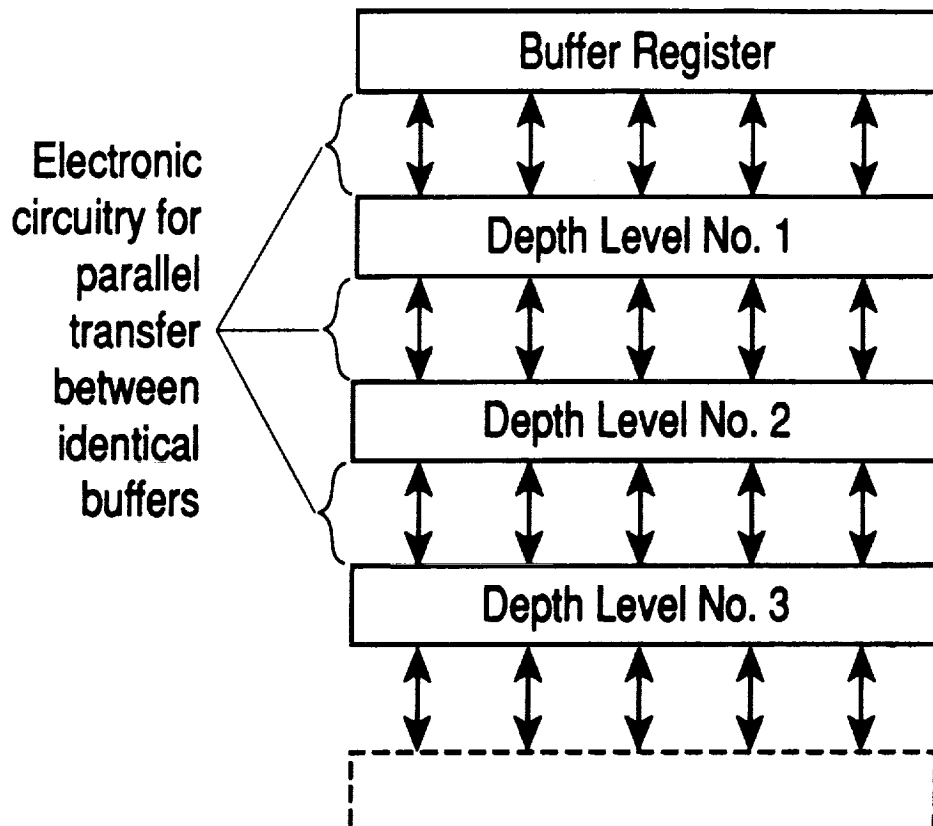 Buffer Register
Electronic
circuitry for
parallel
transfer
between
identical
buffers
Depth Level No. 1
Depth Level No. 2
Depth Level No. 3